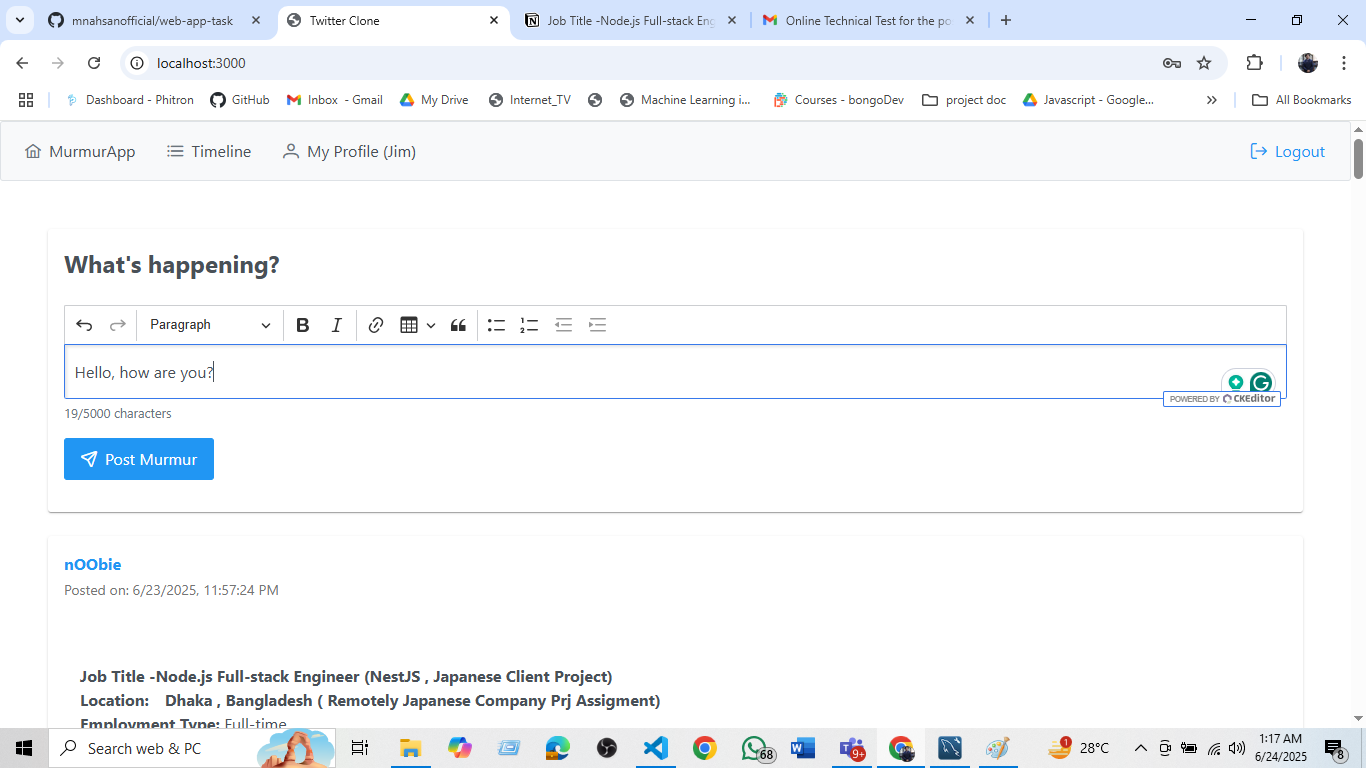 mnahsanofficial/web-app-task
Twitter Clone
Job Title -Node.js Full-stack Eng
Online Technical Test for the po
localhost:3000
Dashboard - Phitron
GitHub
Inbox - Gmail
My Drive
Internet_TV
Machine Learning i...
Courses - bongoDev
project doc
Javascript - Google...
»
All Bookmarks
MurmurApp
Timeline
My Profile (Jim)
Logout
What's happening?
Paragraph
B I
Hello, how are you?
POWERED BY CKEditor
19/5000 characters
Post Murmur
nOObie
Posted on: 6/23/2025, 11:57:24 PM
Job Title -Node.js Full-stack Engineer (NestJS , Japanese Client Project)
Location: Dhaka , Bangladesh ( Remotely Japanese Company Prj Assigment)
Employment Type: Full-time
Search web & PC
68
9+
1
28°C
1:17 AM
6/24/2025
8